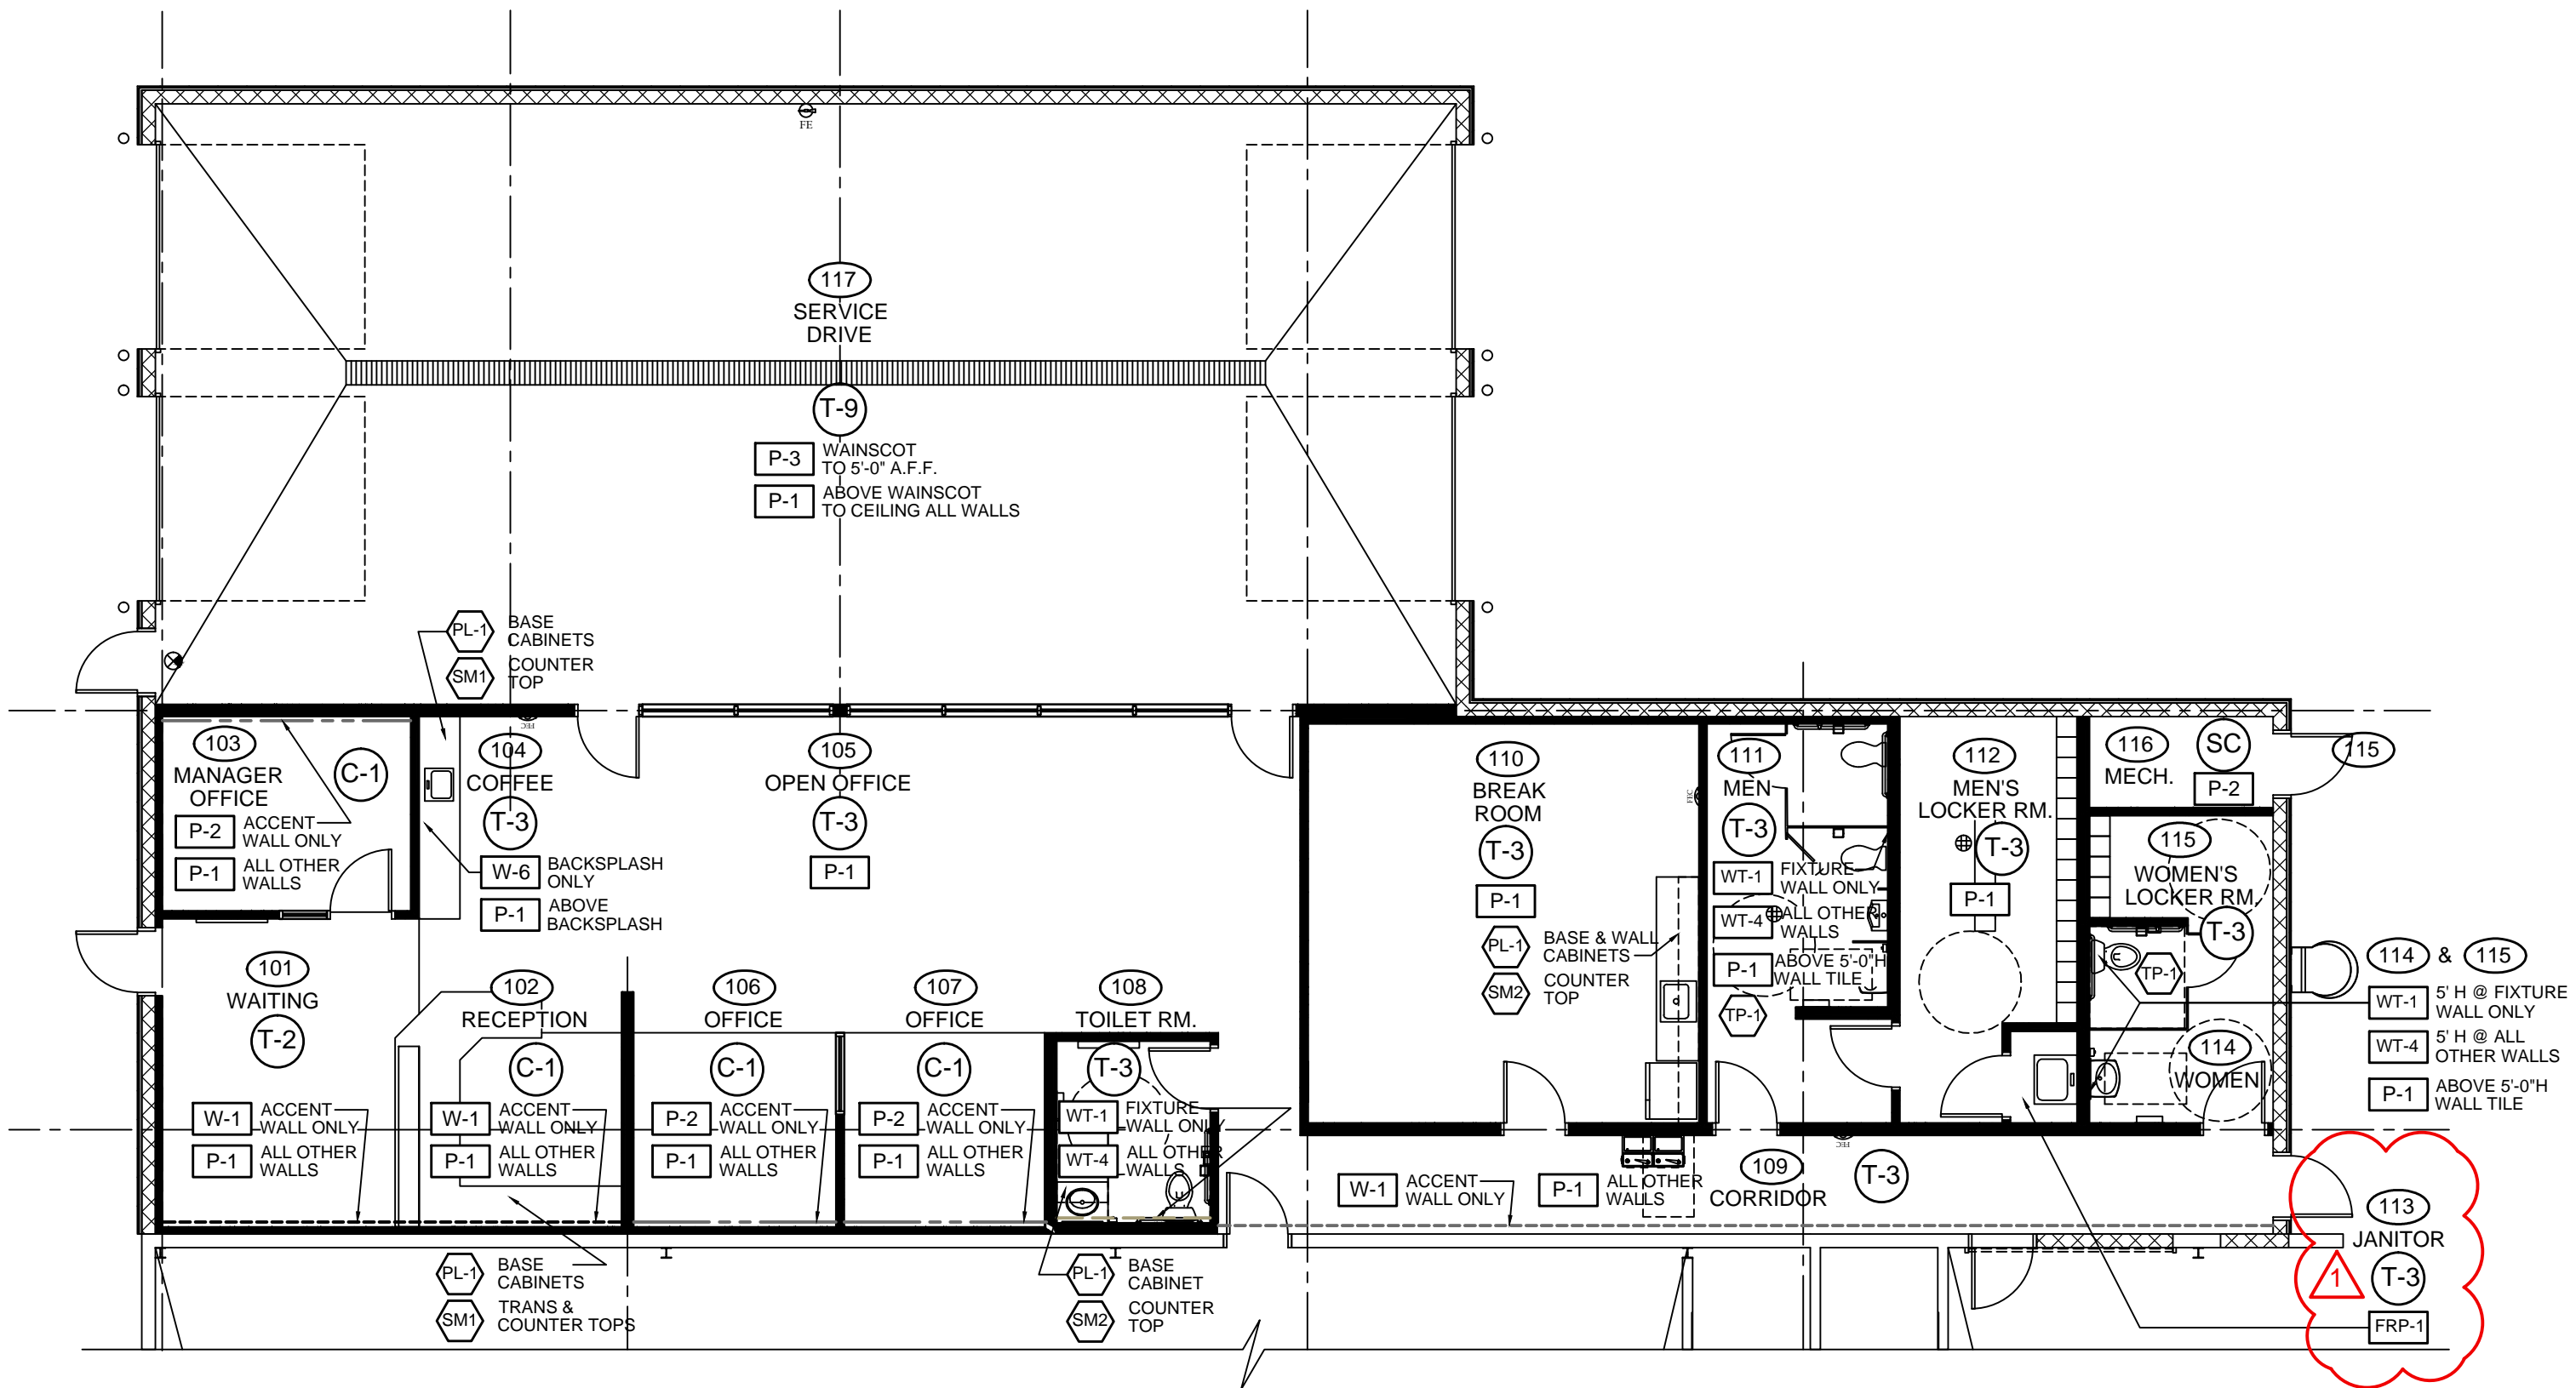 FE
117
SERVICE
DRIVE
T-9
P-3 WAINSCOT
TO 5'-0" A.F.F.
P-1 ABOVE WAINSCOT
TO CEILING ALL WALLS
PL-1 BASE
CABINETS
SM1 COUNTER
TOP
FEC
103
MANAGER
OFFICE
C-1
P-2 ACCENT
WALL ONLY
P-1 ALL OTHER
WALLS
104
COFFEE
T-3
W-6 BACKSPLASH
ONLY
P-1 ABOVE
BACKSPLASH
105
OPEN OFFICE
T-3
P-1
110
BREAK
ROOM
T-3
P-1
PL-1 BASE & WALL
CABINETS
SM2 COUNTER
TOP
FEC
111
MEN
T-3
WT-1 FIXTURE
WALL ONLY
WT-4 ALL OTHER
WALLS
P-1 ABOVE 5'-0"H
WALL TILE
TP-1
112
MEN'S
LOCKER RM.
T-3
P-1
116
MECH.
SC
P-2
115
115
WOMEN'S
LOCKER RM.
T-3
TP-1
114
WOMEN
114 & 115
WT-1 5' H @ FIXTURE
WALL ONLY
WT-4 5' H @ ALL
OTHER WALLS
P-1 ABOVE 5'-0"H
WALL TILE
101
WAITING
T-2
W-1 ACCENT
WALL ONLY
P-1 ALL OTHER
WALLS
102
RECEPTION
C-1
W-1 ACCENT
WALL ONLY
P-1 ALL OTHER
WALLS
106
OFFICE
C-1
P-2 ACCENT
WALL ONLY
P-1 ALL OTHER
WALLS
107
OFFICE
C-1
P-2 ACCENT
WALL ONLY
P-1 ALL OTHER
WALLS
108
TOILET RM.
T-3
WT-1 FIXTURE
WALL ONLY
WT-4 ALL OTHER
WALLS
W-1 ACCENT
WALL ONLY
P-1 ALL OTHER
WALLS
109
CORRIDOR
T-3
FEC
PL-1 BASE
CABINETS
SM1 TRANS &
COUNTER TOPS
PL-1 BASE
CABINET
SM2 COUNTER
TOP
113
JANITOR
1
T-3
FRP-1